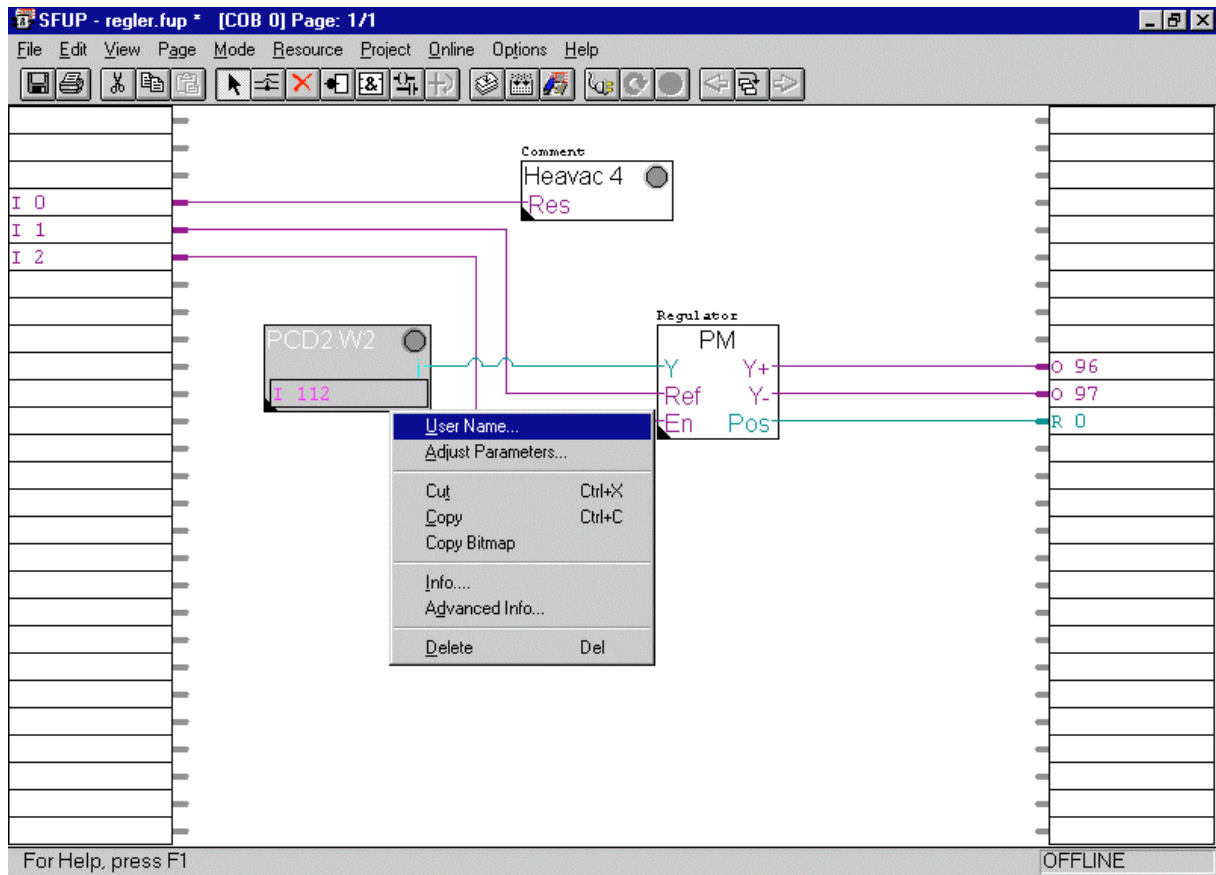 SFUP - regler.fup * [COB 0] Page: 1/1
File Edit View Page Mode Resource Project Online Options Help
Comment
Heavac 4
Res
I 0
I 1
I 2
PCD2.W2
i
I 112
Regulator
PM
Y Y+
Ref Y-
En Pos
O 96
O 97
R 0
User Name...
Adjust Parameters...
Cut Ctrl+X
Copy Ctrl+C
Copy Bitmap
Info....
Advanced Info...
Delete Del
For Help, press F1
OFFLINE